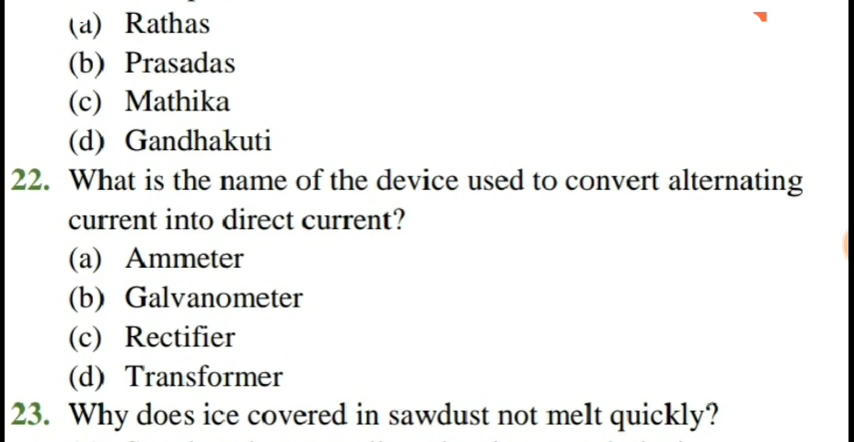 (a) Rathas
(b) Prasadas
(c) Mathika
(d) Gandhakuti
22. What is the name of the device used to convert alternating
current into direct current?
(a) Ammeter
(b) Galvanometer
(c) Rectifier
(d) Transformer
23. Why does ice covered in sawdust not melt quickly?